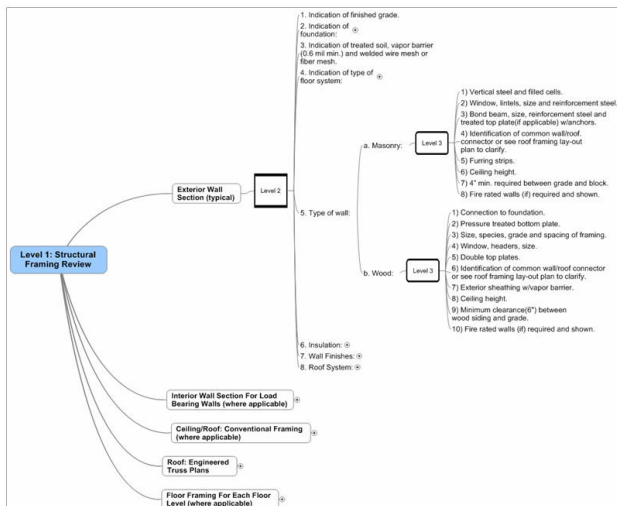 1. Indication of finished grade.
2. Indication of
foundation:
3. Indication of treated soil, vapor barrier
(0.6 mil min.) and welded wire mesh or
fiber mesh.
4. Indication of type of
floor system:
1) Vertical steel and filled cells.
2) Window, lintels, size and reinforcement steel.
3) Bond beam, size, reinforcement steel and
treated top plate(if applicable) w/anchors.
4) Identification of common wall/roof.
connector or see roof framing lay-out
plan to clarify.
5) Furring strips.
6) Ceiling height.
7) 4" min. required between grade and block.
8) Fire rated walls (if) required and shown.
a. Masonry:
Level 3
Exterior Wall
Section (typical)
Level 2
5. Type of wall:
1) Connection to foundation.
2) Pressure treated bottom plate.
3) Size, species, grade and spacing of framing.
4) Window, headers, size.
5) Double top plates.
6) Identification of common wall/roof connector
or see roof framing lay-out plan to clarify.
7) Exterior sheathing w/vapor barrier.
8) Ceiling height.
9) Minimum clearance(6") between
wood siding and grade.
10) Fire rated walls (if) required and shown.
b. Wood:
Level 3
Level 1: Structural
Framing Review
6. Insulation:
7. Wall Finishes:
8. Roof System:
Interior Wall Section For Load
Bearing Walls (where applicable)
Ceiling/Roof: Conventional Framing
(where applicable)
Roof: Engineered
Truss Plans
Floor Framing For Each Floor
Level (where applicable)